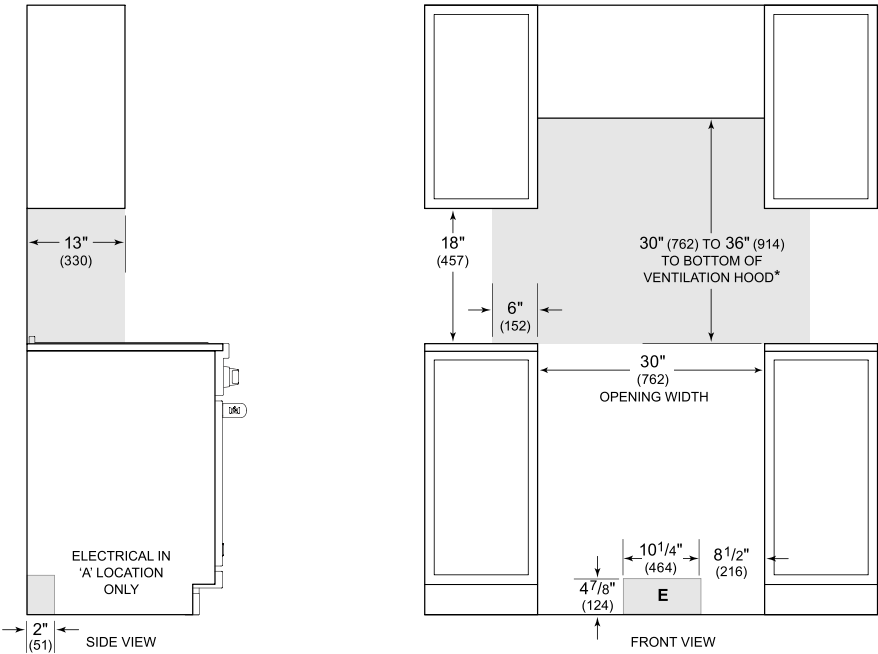 13"
(330)
ELECTRICAL IN
‘A’ LOCATION
ONLY
2"
(51)
SIDE VIEW
18"
(457)
30" (762) TO 36" (914)
TO BOTTOM OF
VENTILATION HOOD*
6"
(152)
30"
(762)
OPENING WIDTH
10 1/4"
(464)
8 1/2"
(216)
4 7/8"
(124)
E
FRONT VIEW